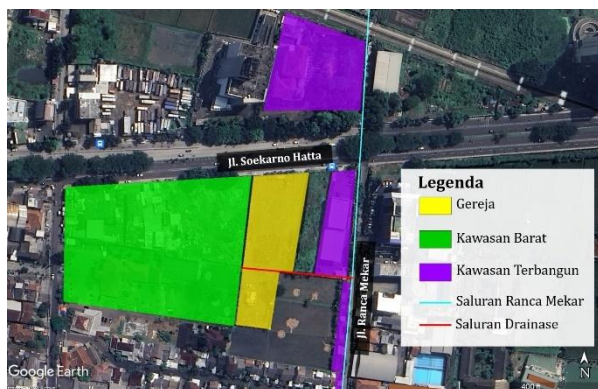 Jl. Soekarno Hatta
Legenda
Gereja
Kawasan Barat
Kawasan Terbangun
Saluran Ranca Mekar
Saluran Drainase
Jl. Ranca Mekar
Google Earth
N